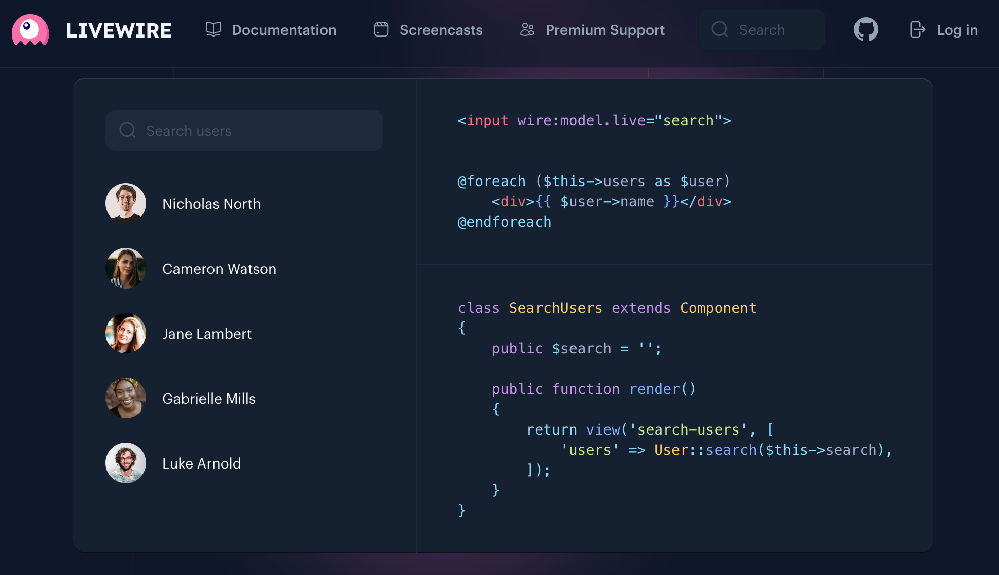 LIVEWIRE Documentation Screencasts Premium Support Search Log in
Search users
Nicholas North
Cameron Watson
Jane Lambert
Gabrielle Mills
Luke Arnold
<input wire:model.live="search">
@foreach ($this->users as $user)
    <div>{{ $user->name }}</div>
@endforeach
class SearchUsers extends Component
{
    public $search = '';
    public function render()
    {
        return view('search-users', [
            'users' => User::search($this->search),
        ]);
    }
}